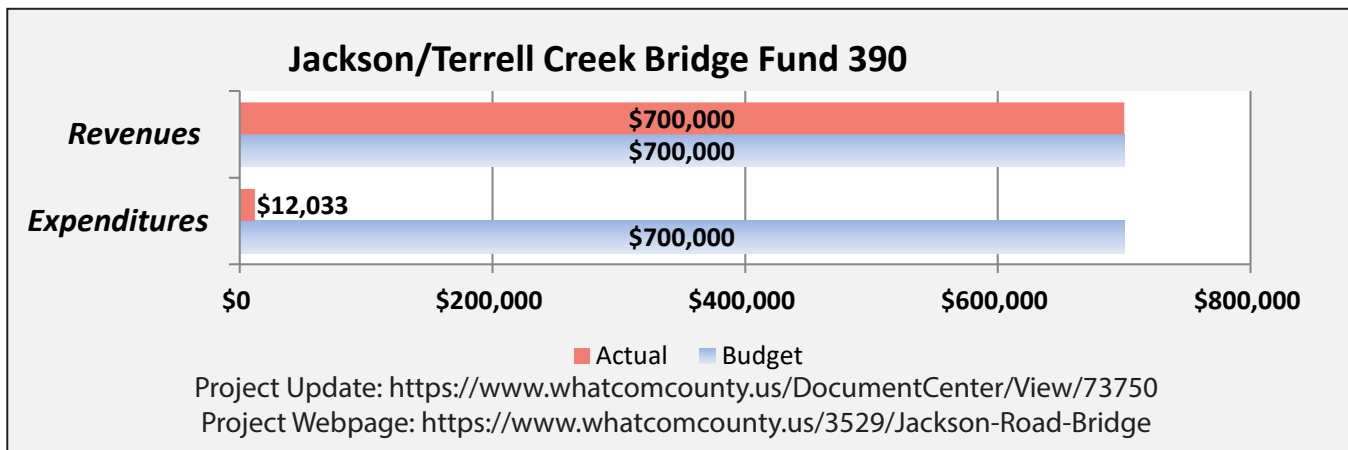 Jackson/Terrell Creek Bridge Fund 390
Revenues
$700,000
$700,000
Expenditures
$12,033
$700,000
$0 $200,000 $400,000 $600,000 $800,000
Actual Budget
Project Update: https://www.whatcomcounty.us/DocumentCenter/View/73750
Project Webpage: https://www.whatcomcounty.us/3529/Jackson-Road-Bridge